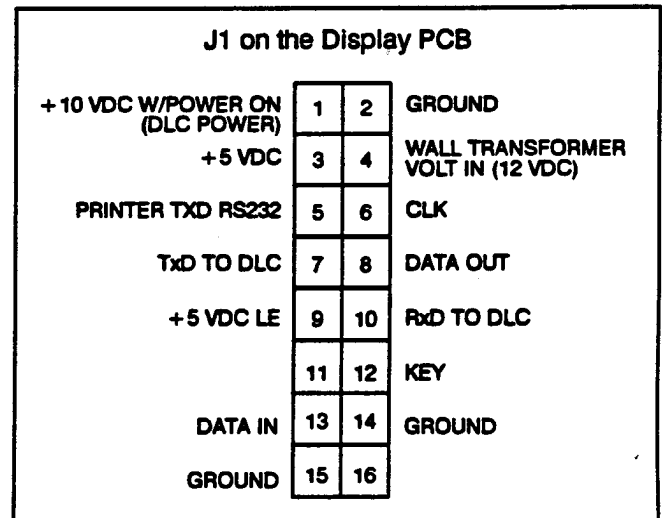 J1 on the Display PCB
+10 VDC W/POWER ON 1 2 GROUND
(DLC POWER)
+5 VDC 3 4 WALL TRANSFORMER
VOLT IN (12 VDC)
PRINTER TXD RS232 5 6 CLK
TxD TO DLC 7 8 DATA OUT
+5 VDC LE 9 10 RxD TO DLC
11 12 KEY
DATA IN 13 14 GROUND
GROUND 15 16